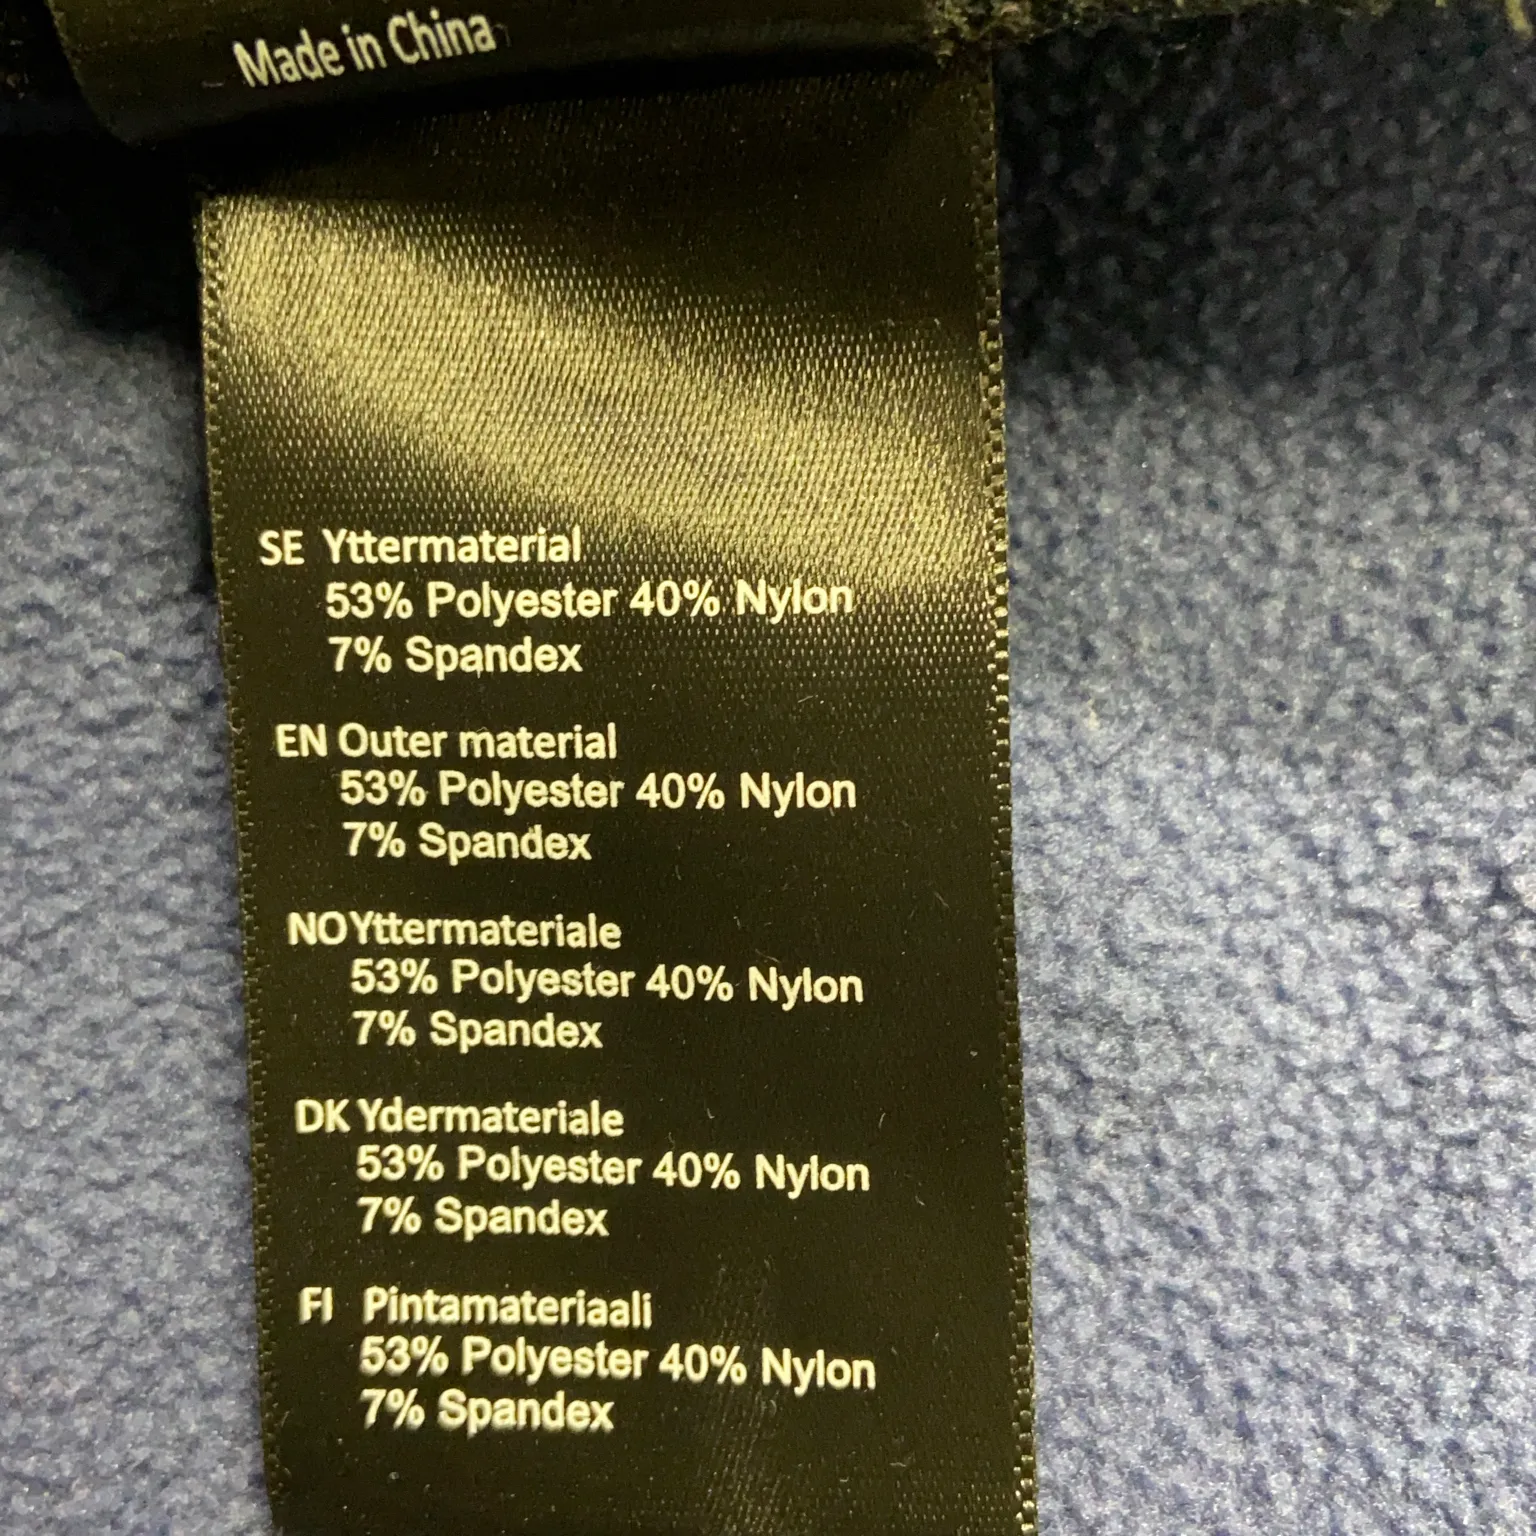 Made in China
SE Yttermaterial
53% Polyester 40% Nylon
7% Spandex
EN Outer material
53% Polyester 40% Nylon
7% Spandex
NO Yttermateriale
53% Polyester 40% Nylon
7% Spandex
DK Ydermateriale
53% Polyester 40% Nylon
7% Spandex
FI Pintamateriaali
53% Polyester 40% Nylon
7% Spandex